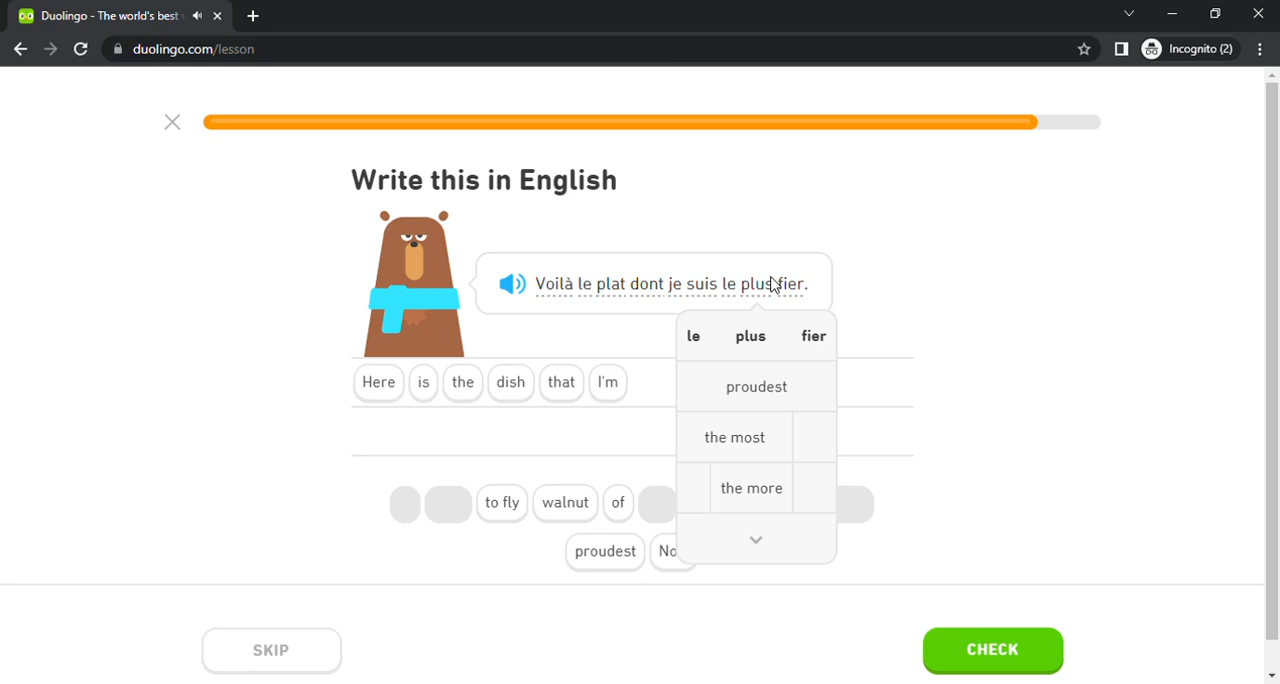 Duolingo - The world's best
duolingo.com/lesson
Incognito (2)
Write this in English
Voilà le plat dont je suis le plus fier.
le plus fier
proudest
the most
the more
Here is the dish that I'm
to fly walnut of
proudest
SKIP
CHECK